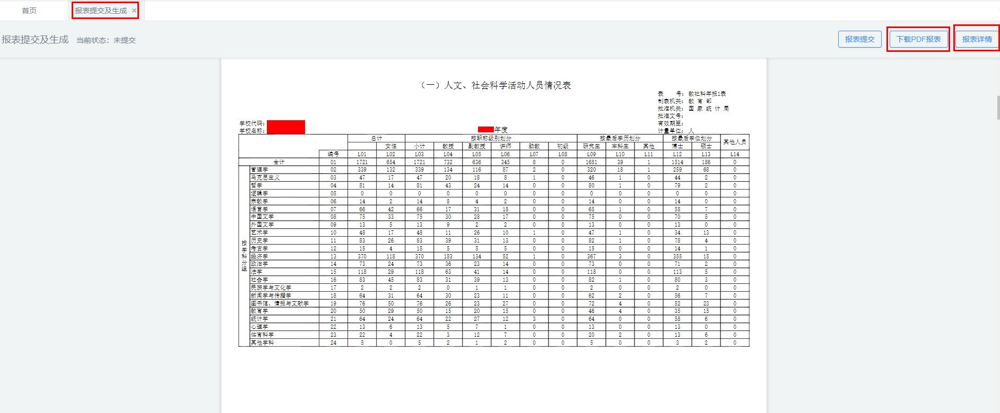 首页 报表提交及生成 ×
报表提交及生成 当前状态：未提交 报表提交 下载PDF报表 报表详情
（一）人文、社会科学活动人员情况表
表 号： 教社科年报1表
制表机关： 教 育 部
批准机关： 国 家 统 计 局
批准文号：
学校代码： 有效期至：
学校名称： 年度 计量单位： 人
总计 按职称级别划分 按最后学历划分 按最后学位划分 其他人员
女性 小计 教授 副教授 讲师 助教 初级 研究生 本科生 其他 博士 硕士
编号 L01 L02 L03 L04 L05 L06 L07 L08 L09 L10 L11 L12 L13 L14
合计 01 1721 654 1721 732 636 345 8 0 1681 39 1 1514 186 0
按学科分组
管理学 02 339 132 339 134 116 87 2 0 320 18 1 259 68 0
马克思主义 03 47 17 47 20 18 8 1 0 46 1 0 44 2 0
哲学 04 81 14 81 43 24 14 0 0 80 1 0 79 2 0
逻辑学 05 0 0 0 0 0 0 0 0 0 0 0 0 0 0
宗教学 06 14 2 14 8 4 2 0 0 14 0 0 14 0 0
语言学 07 66 42 66 17 31 18 0 0 65 1 0 58 7 0
中国文学 08 75 33 75 30 28 17 0 0 75 0 0 70 5 0
外国文学 09 13 5 13 9 2 2 0 0 13 0 0 13 0 0
艺术学 10 48 17 48 11 26 10 1 0 47 1 0 34 13 0
历史学 11 83 26 83 39 31 13 0 0 82 1 0 78 4 0
考古学 12 15 4 15 5 5 5 0 0 15 0 0 14 1 0
经济学 13 370 118 370 183 134 52 1 0 367 3 0 355 15 0
政治学 14 73 24 73 36 23 14 0 0 73 0 0 71 2 0
法学 15 118 29 118 63 41 14 0 0 118 0 0 113 5 0
社会学 16 83 45 83 31 39 13 0 0 82 1 0 80 3 0
民族学与文化学 17 2 2 2 0 1 1 0 0 2 0 0 2 0 0
新闻学与传播学 18 64 31 64 30 23 11 0 0 62 2 0 56 7 0
图书馆、情报与文献学 19 76 50 76 26 23 27 0 0 72 4 0 52 23 0
教育学 20 50 29 50 15 20 15 0 0 46 4 0 35 15 0
统计学 21 64 24 64 22 27 12 3 0 64 0 0 58 6 0
心理学 22 13 6 13 5 7 1 0 0 13 0 0 13 0 0
体育科学 23 22 4 22 3 12 7 0 0 20 2 0 13 6 0
其他学科 24 5 0 5 2 1 2 0 0 5 0 0 3 2 0